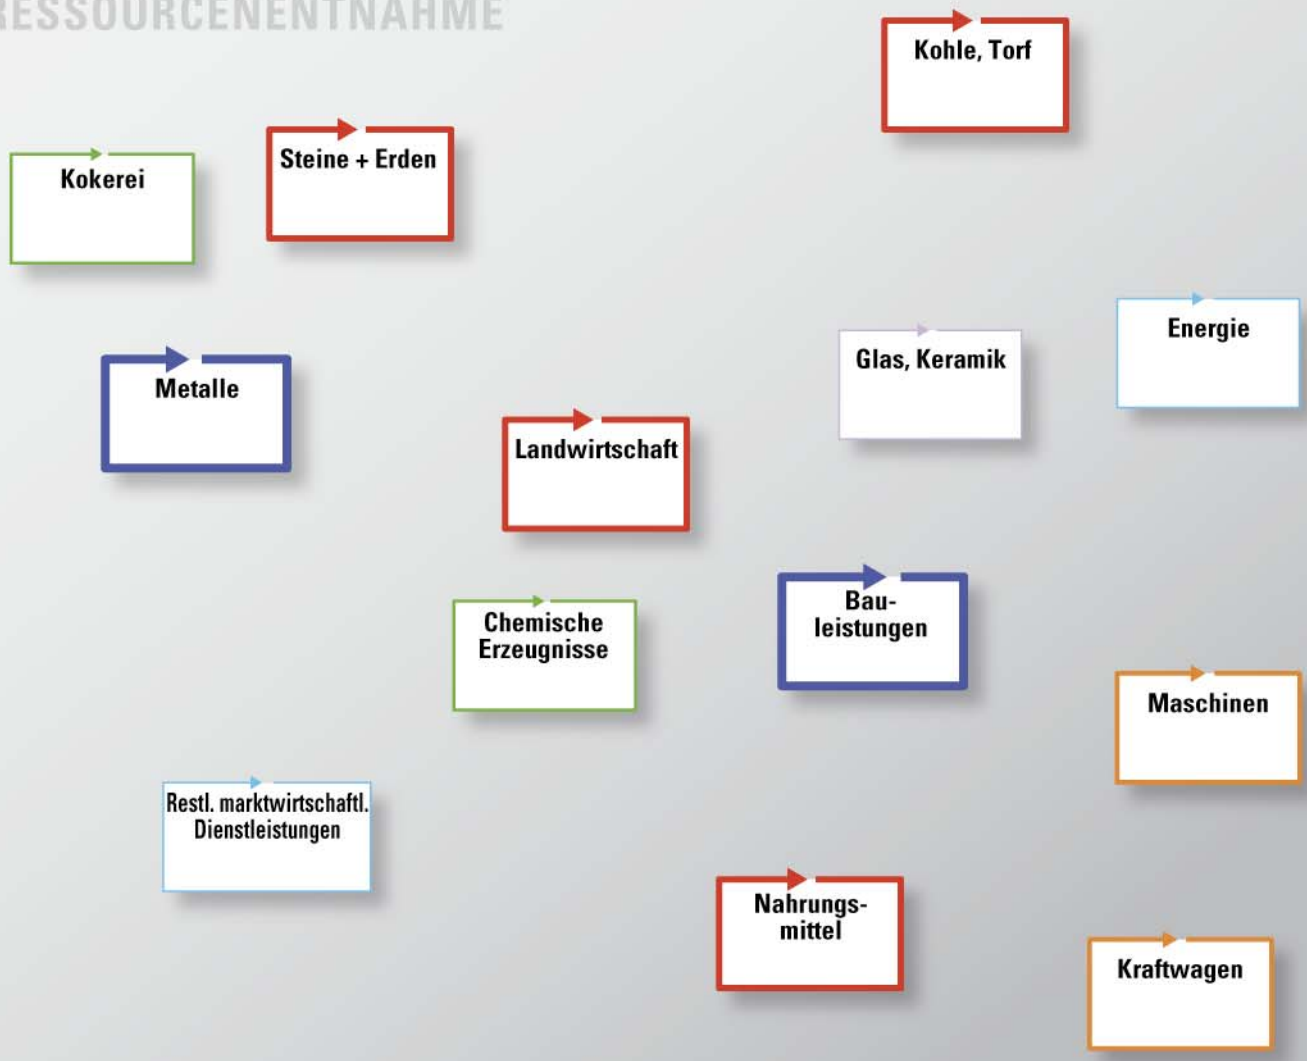 RESSOURCENENTNAHME
Kohle, Torf
Steine + Erden
Kokerei
Energie
Glas, Keramik
Metalle
Landwirtschaft
Bau-
leistungen
Chemische
Erzeugnisse
Maschinen
Restl. marktwirtschaftl.
Dienstleistungen
Nahrungs-
mittel
Kraftwagen